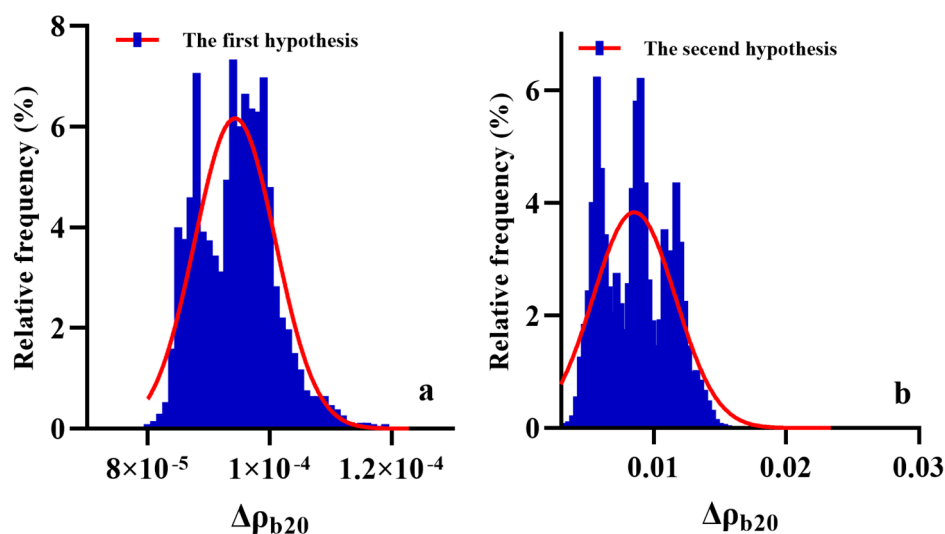 The first hypothesis
Relative frequency (%)
8
6
4
2
0
8×10⁻⁵
1×10⁻⁴
1.2×10⁻⁴
Δρb20
a
The secend hypothesis
Relative frequency (%)
6
4
2
0
0.01
0.02
0.03
Δρb20
b